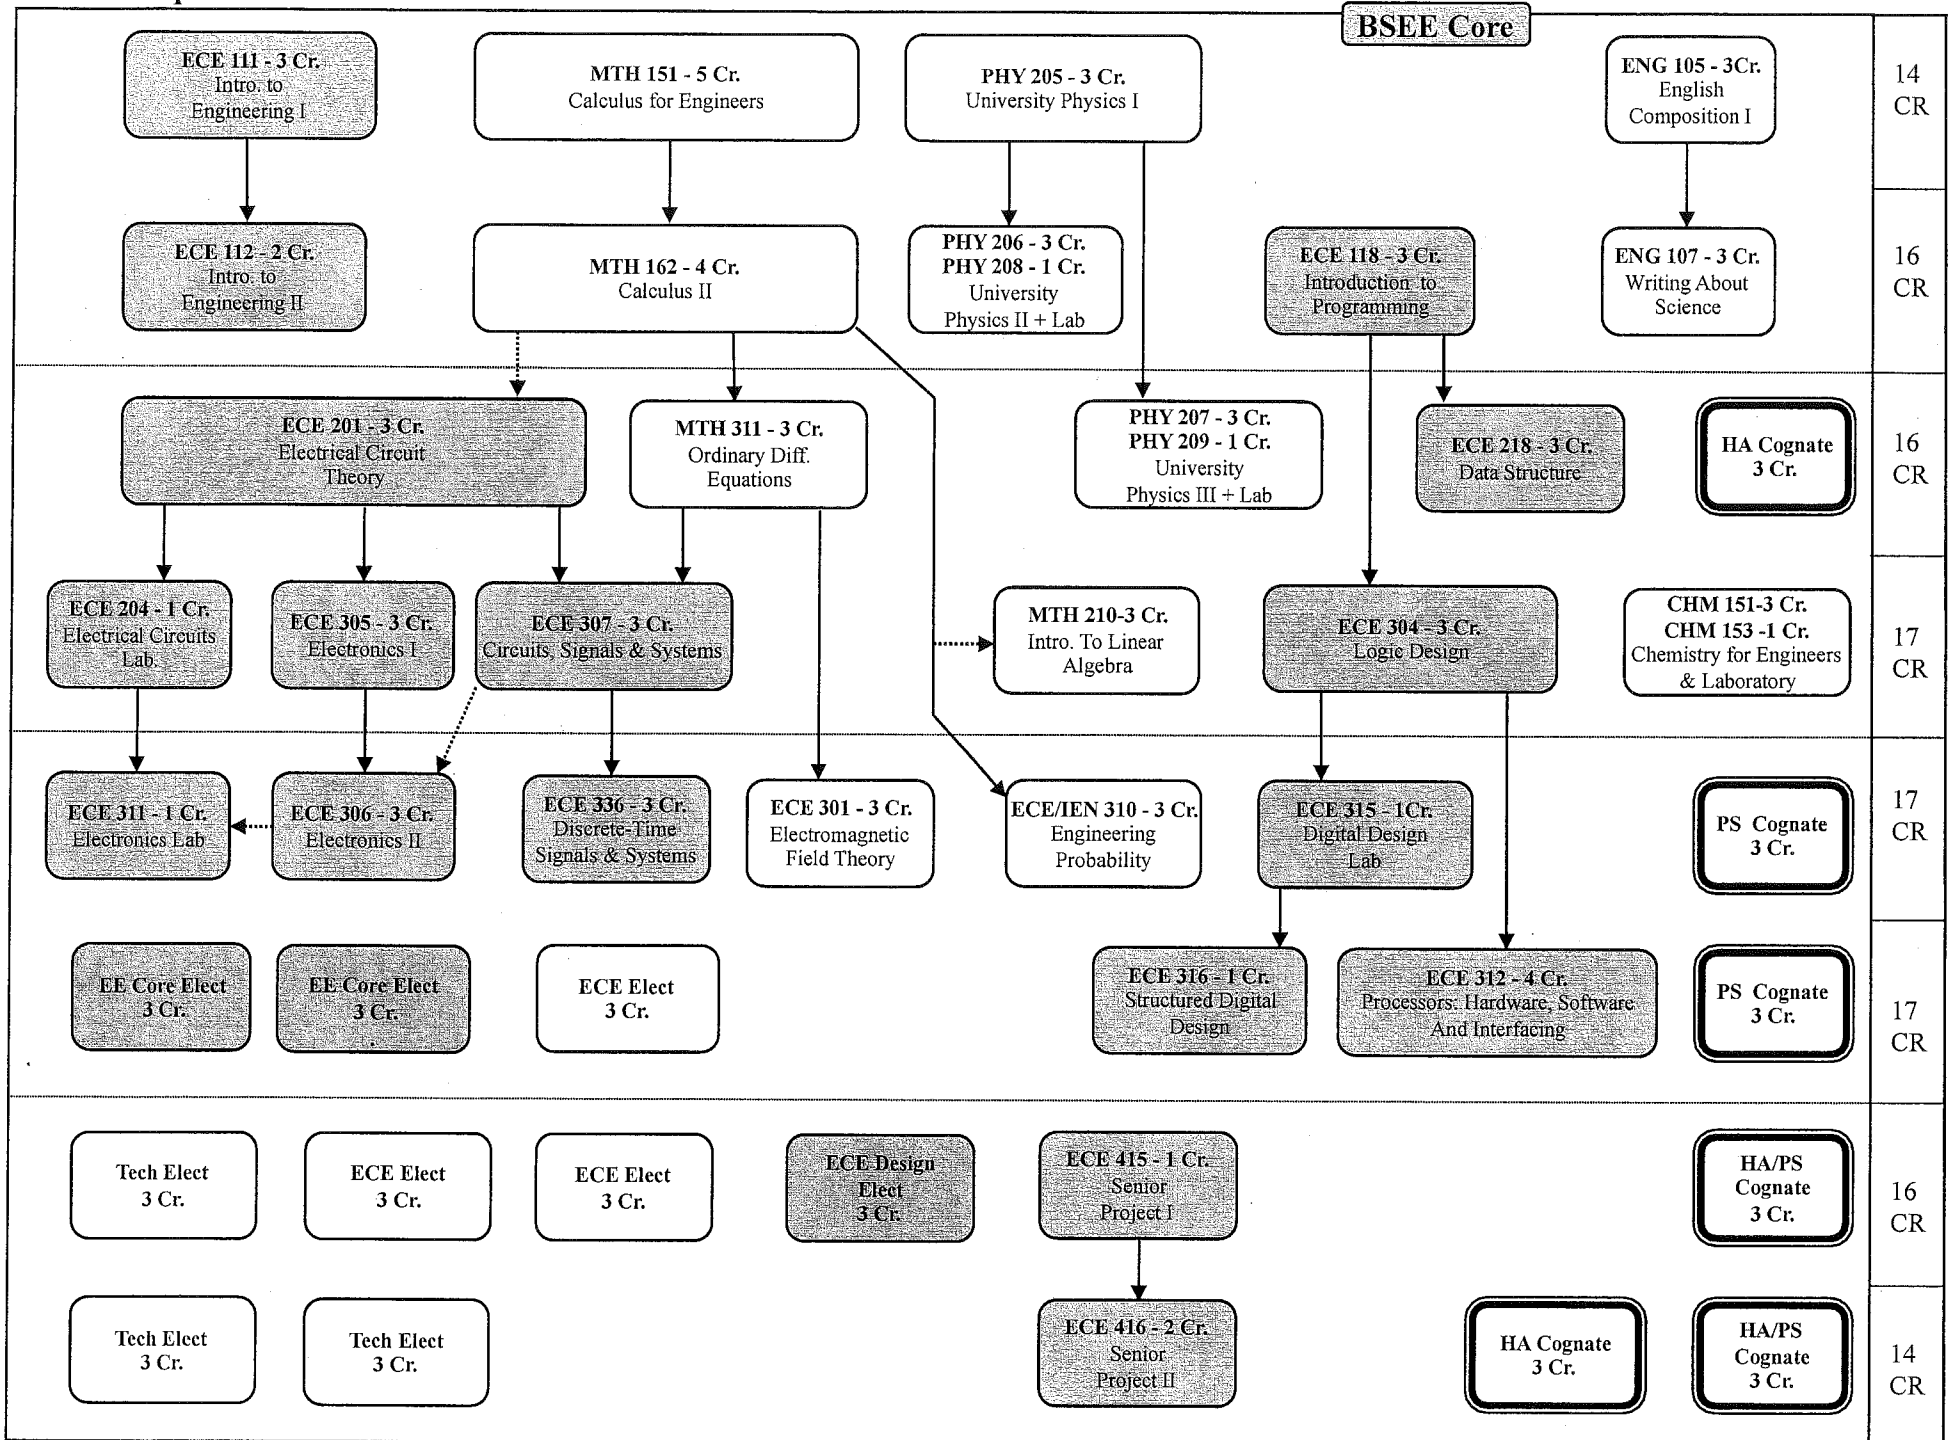 BSEE Core
ECE 111 - 3 Cr.
Intro. to
Engineering I
MTH 151 - 5 Cr.
Calculus for Engineers
PHY 205 - 3 Cr.
University Physics I
ENG 105 - 3Cr.
English
Composition I
14
CR
ECE 112 - 2 Cr.
Intro. to
Engineering II
MTH 162 - 4 Cr.
Calculus II
PHY 206 - 3 Cr.
PHY 208 - 1 Cr.
University
Physics II + Lab
ECE 118 - 3 Cr.
Introduction to
Programming
ENG 107 - 3 Cr.
Writing About
Science
16
CR
ECE 201 - 3 Cr.
Electrical Circuit
Theory
MTH 311 - 3 Cr.
Ordinary Diff.
Equations
PHY 207 - 3 Cr.
PHY 209 - 1 Cr.
University
Physics III + Lab
ECE 218 - 3 Cr.
Data Structure
HA Cognate
3 Cr.
16
CR
ECE 204 - 1 Cr.
Electrical Circuits
Lab.
ECE 305 - 3 Cr.
Electronics I
ECE 307 - 3 Cr.
Circuits, Signals & Systems
MTH 210-3 Cr.
Intro. To Linear
Algebra
ECE 304 - 3 Cr.
Logic Design
CHM 151-3 Cr.
CHM 153 -1 Cr.
Chemistry for Engineers
& Laboratory
17
CR
ECE 311 - 1 Cr.
Electronics Lab
ECE 306 - 3 Cr.
Electronics II
ECE 336 - 3 Cr.
Discrete-Time
Signals & Systems
ECE 301 - 3 Cr.
Electromagnetic
Field Theory
ECE/IEN 310 - 3 Cr.
Engineering
Probability
ECE 315 - 1Cr.
Digital Design
Lab
PS Cognate
3 Cr.
17
CR
EE Core Elect
3 Cr.
EE Core Elect
3 Cr.
ECE Elect
3 Cr.
ECE 316 - 1 Cr.
Structured Digital
Design
ECE 312 - 4 Cr.
Processors: Hardware, Software
And Interfacing
PS Cognate
3 Cr.
17
CR
Tech Elect
3 Cr.
ECE Elect
3 Cr.
ECE Elect
3 Cr.
ECE Design
Elect
3 Cr.
ECE 415 - 1 Cr.
Senior
Project I
HA/PS
Cognate
3 Cr.
16
CR
Tech Elect
3 Cr.
Tech Elect
3 Cr.
ECE 416 - 2 Cr.
Senior
Project II
HA Cognate
3 Cr.
HA/PS
Cognate
3 Cr.
14
CR